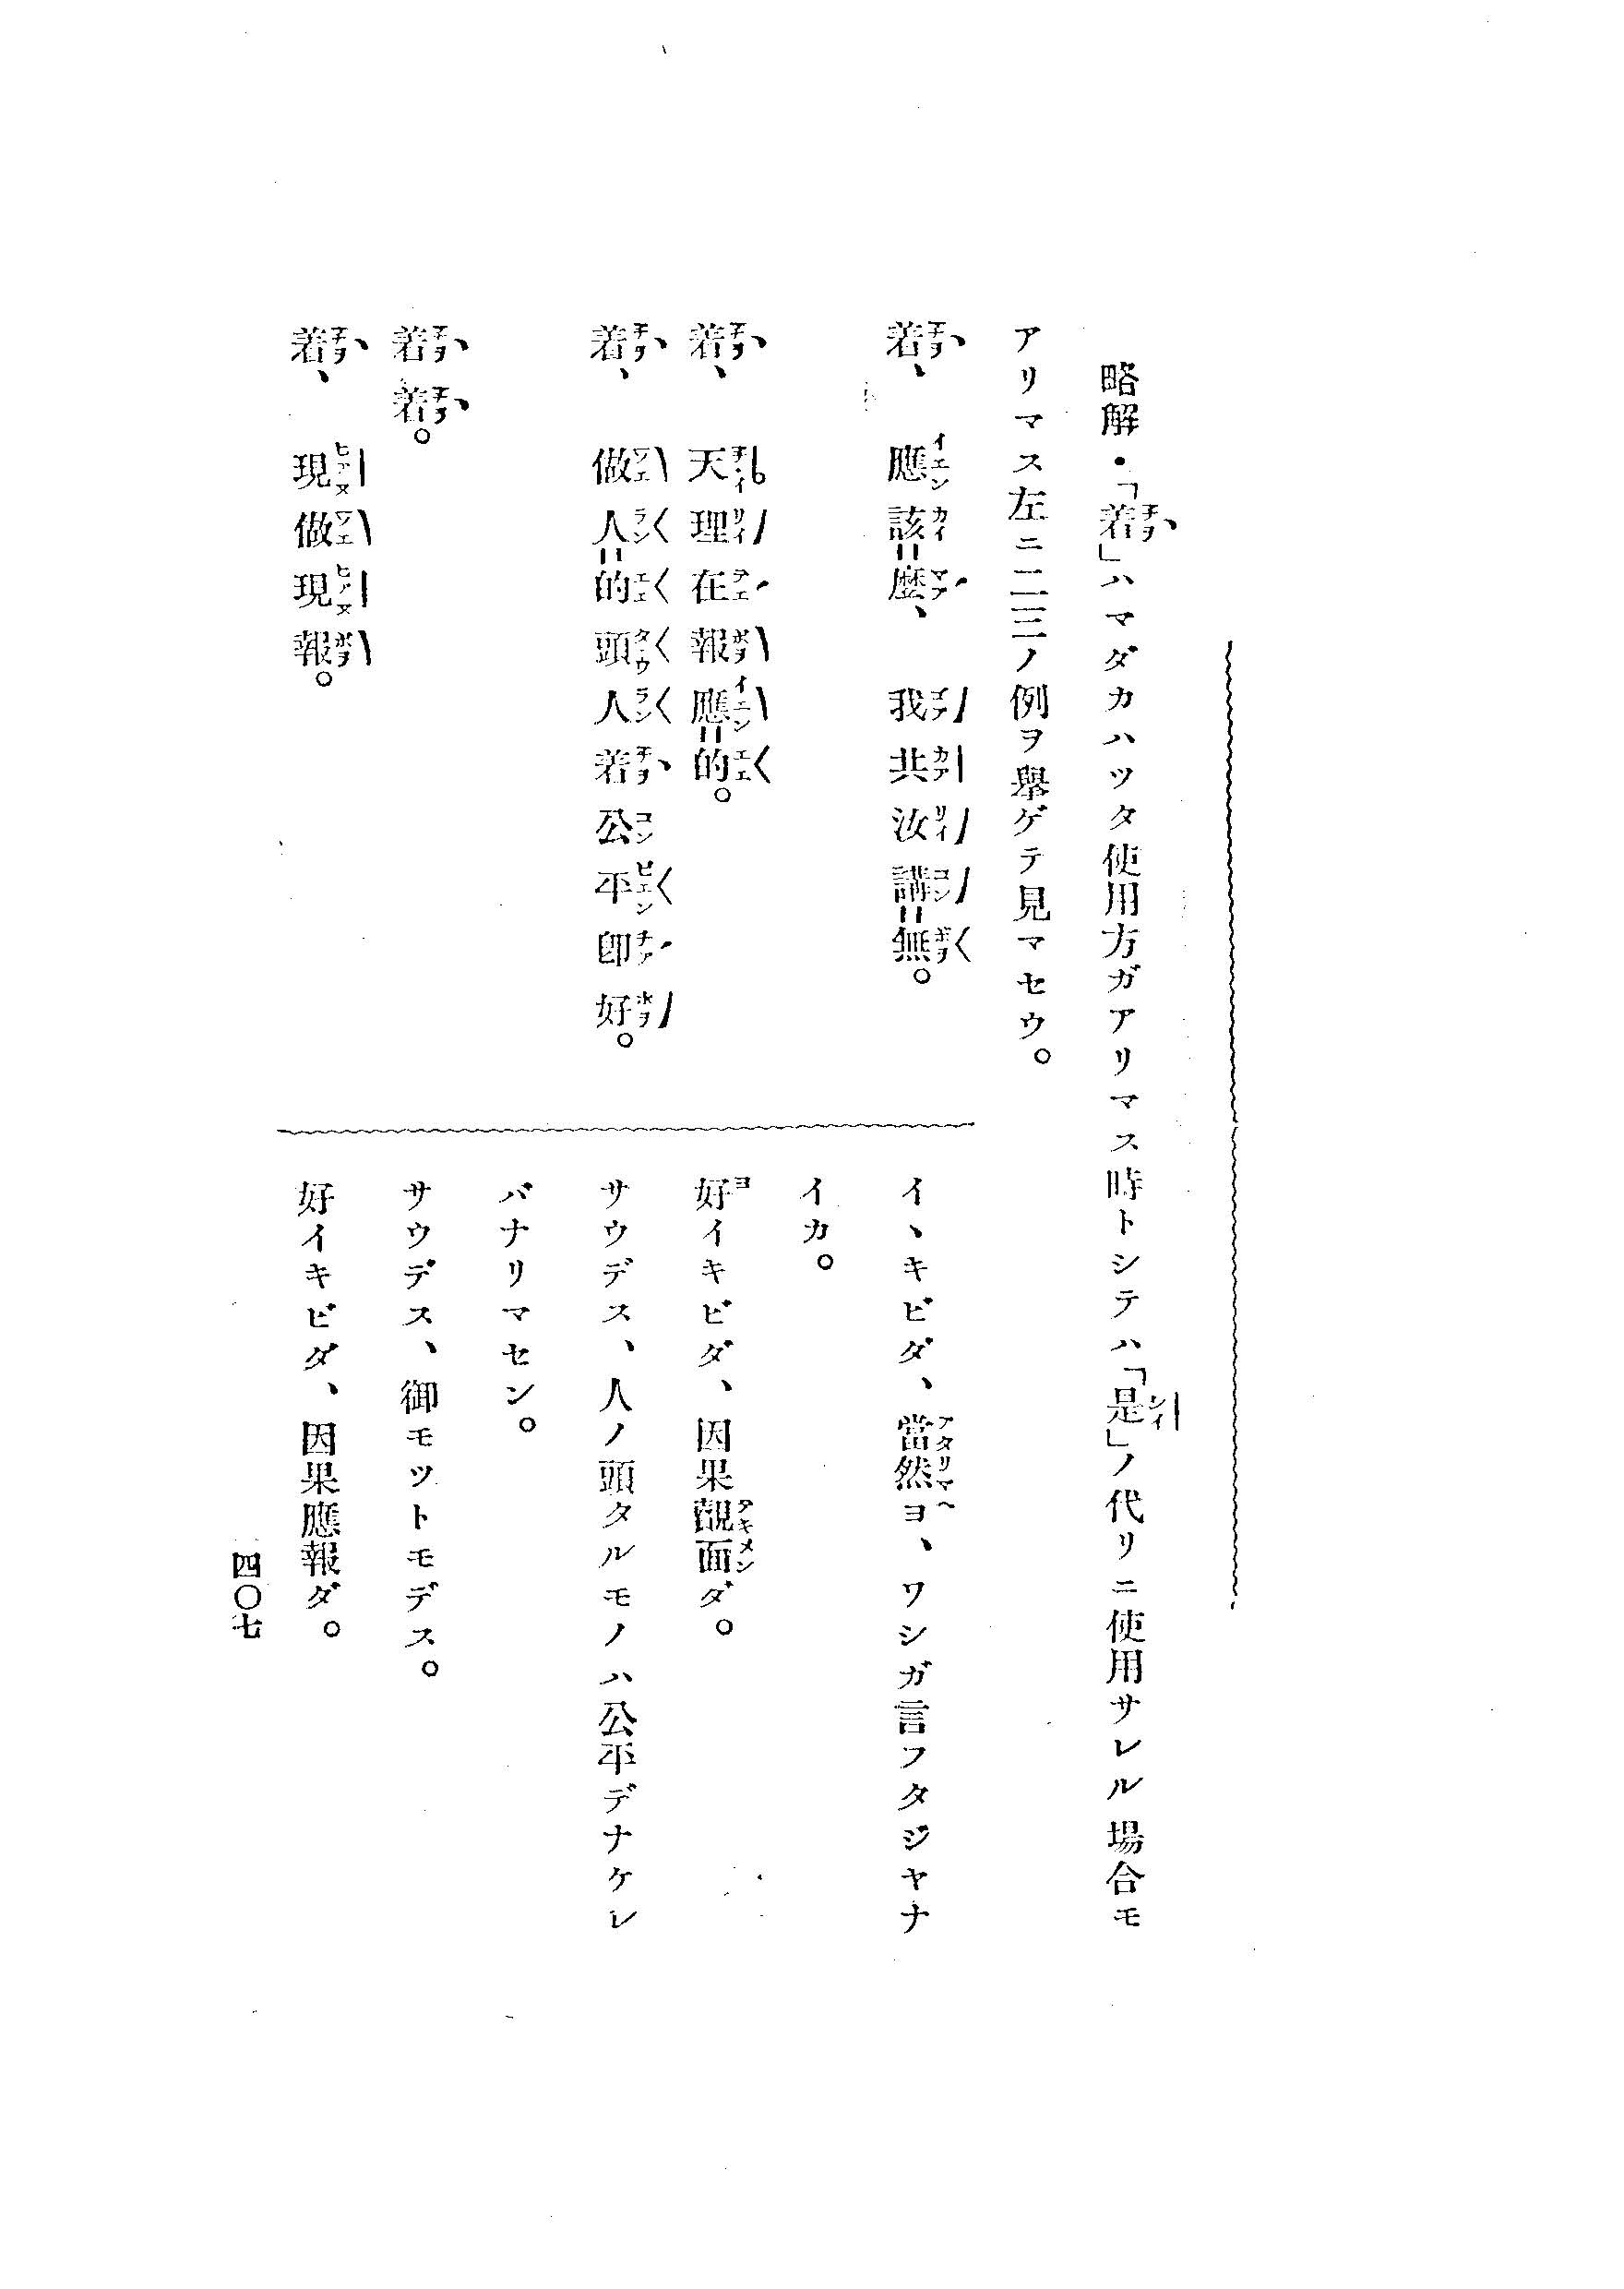 略解・「着」ハマダカハツタ使用方ガアリマス時トシテハ「是」ノ代リニ使用サレル場合モ
アリマス左ニ二三ノ例ヲ舉ゲテ見マセウ。
着、應該＝麼、我共汝講＝無。
イヽキビダ、當然ヨ、ワシガ言フタジヤナ
イカ。
着、天理在報應＝的。
好イキビダ、因果覿面ダ。
着、做人＝的頭人着公平卽好。
サウデス、人ノ頭タルモノハ公平デナケレ
バナリマセン。
着着。
サウデス、御モツトモデス。
着、現做現報。
好イキビダ、因果應報ダ。
四〇七